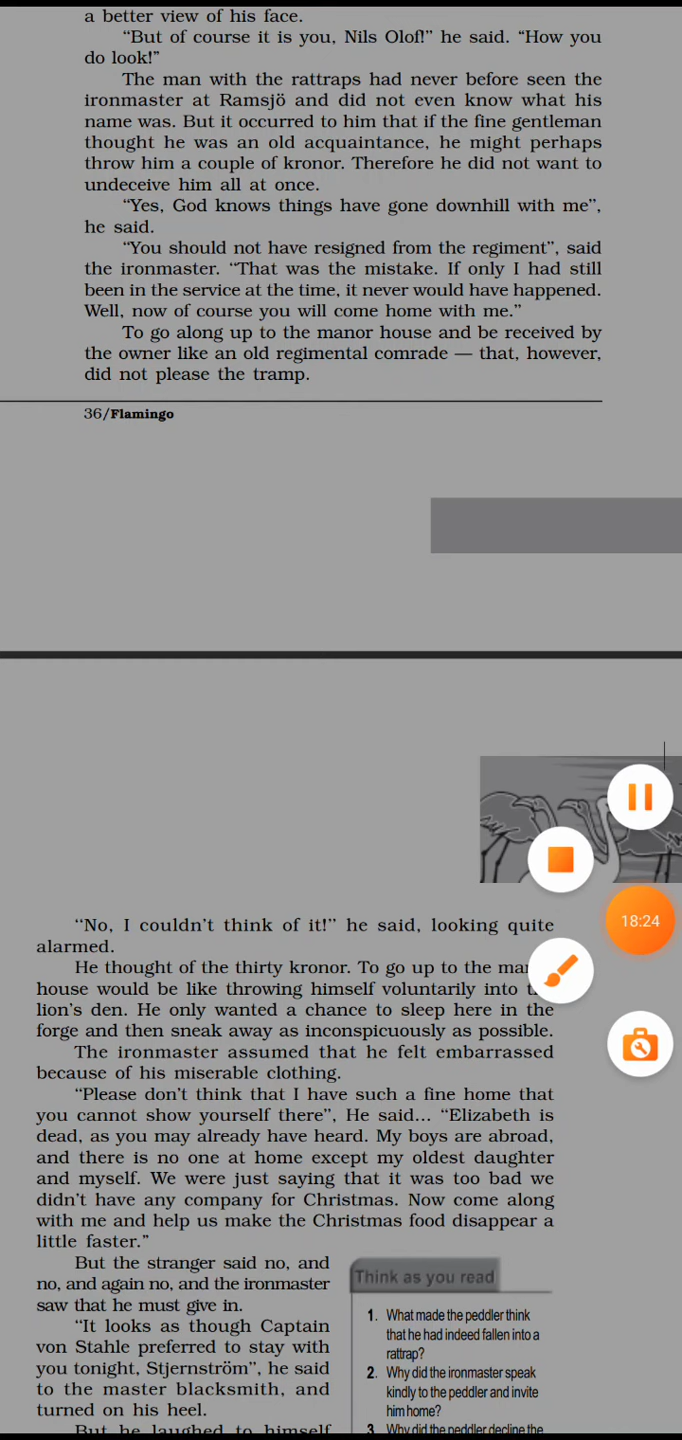 a better view of his face.
“But of course it is you, Nils Olof!” he said. “How you
do look!”
The man with the rattraps had never before seen the
ironmaster at Ramsjö and did not even know what his
name was. But it occurred to him that if the fine gentleman
thought he was an old acquaintance, he might perhaps
throw him a couple of kronor. Therefore he did not want to
undeceive him all at once.
“Yes, God knows things have gone downhill with me”,
he said.
“You should not have resigned from the regiment”, said
the ironmaster. “That was the mistake. If only I had still
been in the service at the time, it never would have happened.
Well, now of course you will come home with me.”
To go along up to the manor house and be received by
the owner like an old regimental comrade — that, however,
did not please the tramp.
36/Flamingo
“No, I couldn’t think of it!” he said, looking quite
alarmed.
He thought of the thirty kronor. To go up to the
house would be like throwing himself voluntarily into
lion’s den. He only wanted a chance to sleep here in the
forge and then sneak away as inconspicuously as possible.
The ironmaster assumed that he felt embarrassed
because of his miserable clothing.
“Please don’t think that I have such a fine home that
you cannot show yourself there”, He said... “Elizabeth is
dead, as you may already have heard. My boys are abroad,
and there is no one at home except my oldest daughter
and myself. We were just saying that it was too bad we
didn’t have any company for Christmas. Now come along
with me and help us make the Christmas food disappear a
little faster.”
But the stranger said no, and
no, and again no, and the ironmaster
saw that he must give in.
“It looks as though Captain
von Stahle preferred to stay with
you tonight, Stjernström”, he said
to the master blacksmith, and
turned on his heel.
But he laughed to himself
Think as you read
1. What made the peddler think
that he had indeed fallen into a
rattrap?
2. Why did the ironmaster speak
kindly to the peddler and invite
him home?
3. Why did the peddler decline the
18:24